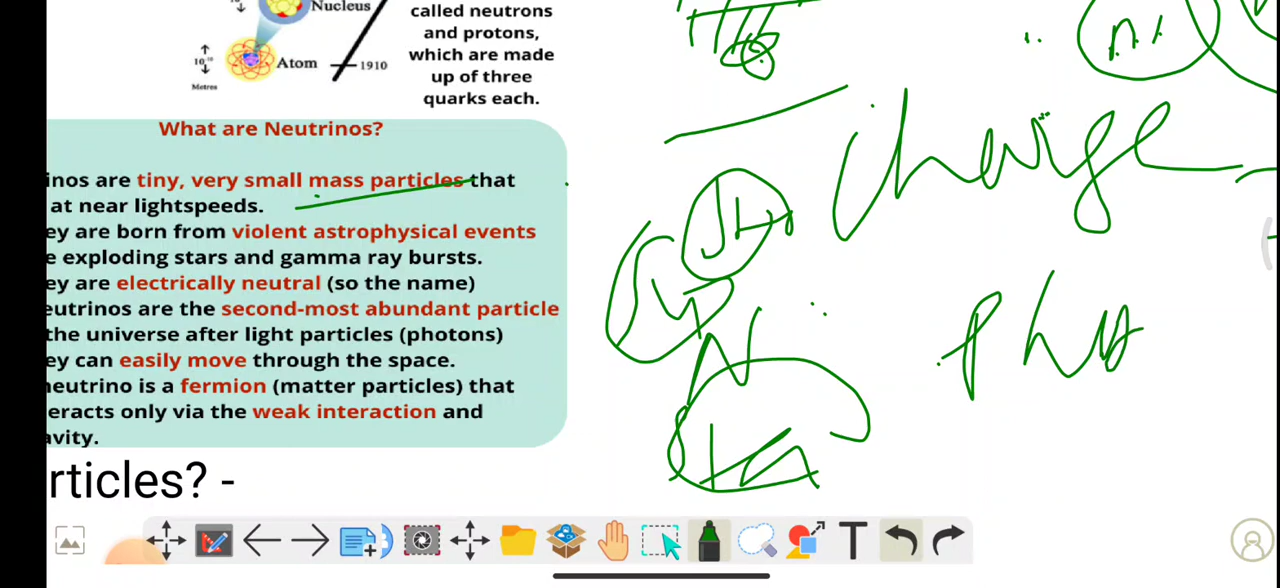 Nucleus
10⁻¹⁰
Metres
Atom
1910
called neutrons
and protons,
which are made
up of three
quarks each.
What are Neutrinos?
inos are tiny, very small mass particles that
at near lightspeeds.
ey are born from violent astrophysical events
e exploding stars and gamma ray bursts.
ey are electrically neutral (so the name)
eutrinos are the second-most abundant particle
the universe after light particles (photons)
ey can easily move through the space.
neutrino is a fermion (matter particles) that
eracts only via the weak interaction and
avity.
rticles? -
charge
T